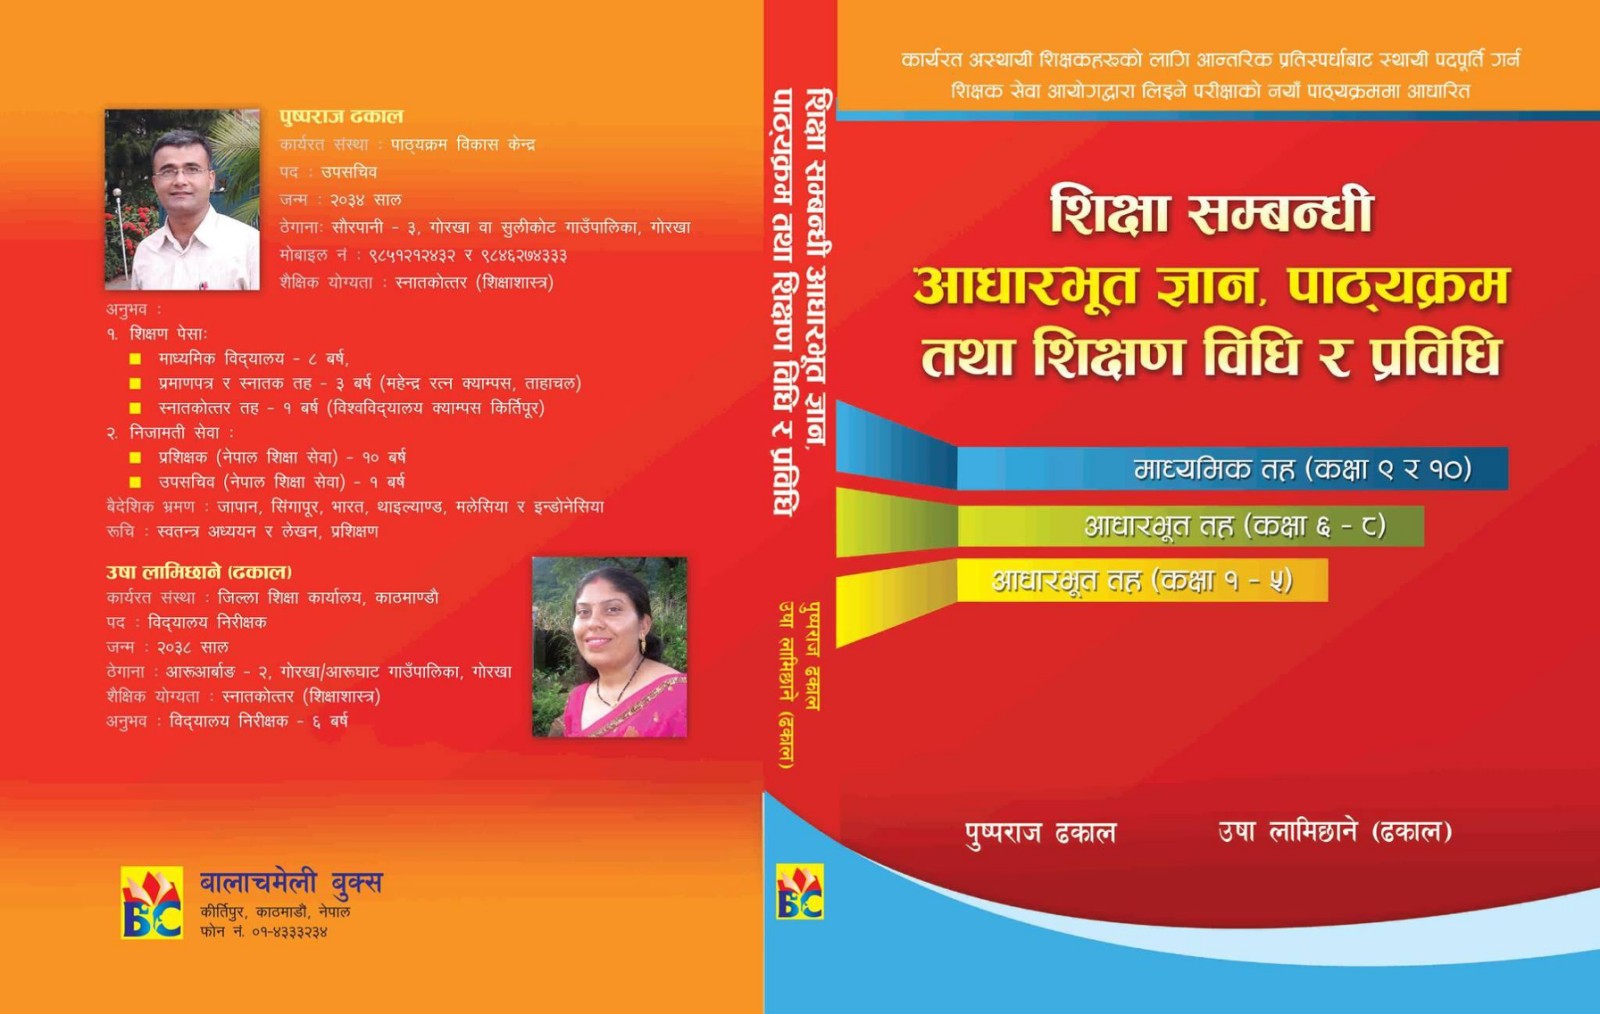 पुष्पराज ढकाल
कार्यरत संस्था : पाठ्यक्रम विकास केन्द्र
पद : उपसचिव
जन्म : २०३४ साल
ठेगानाः सौरपानी - ३, गोरखा वा सुलीकोट गाउँपालिका, गोरखा
मोबाइल नं : ९८५१२१२४३२ र ९८४६२७४३३३
शैक्षिक योग्यता : स्नातकोत्तर (शिक्षाशास्त्र)
अनुभव :
१. शिक्षण पेसाः
माध्यमिक विद्यालय - ८ बर्ष,
प्रमाणपत्र र स्नातक तह - ३ बर्ष (महेन्द्र रत्न क्याम्पस, ताहाचल)
स्नातकोत्तर तह - १ बर्ष (विश्वविद्यालय क्याम्पस किर्तिपूर)
२. निजामती सेवा :
प्रशिक्षक (नेपाल शिक्षा सेवा) - १० बर्ष
उपसचिव (नेपाल शिक्षा सेवा) - १ बर्ष
बैदेशिक भ्रमण : जापान, सिंगापूर, भारत, थाइल्याण्ड, मलेसिया र इन्डोनेसिया
रूचि : स्वतन्त्र अध्ययन र लेखन, प्रशिक्षण
उषा लामिछाने (ढकाल)
कार्यरत संस्था : जिल्ला शिक्षा कार्यालय, काठमाण्डौ
पद : विद्यालय निरीक्षक
जन्म : २०३८ साल
ठेगाना : आरूआर्बाङ - २, गोरखा/आरूघाट गाउँपालिका, गोरखा
शैक्षिक योग्यता : स्नातकोत्तर (शिक्षाशास्त्र)
अनुभव : विद्यालय निरीक्षक - ६ बर्ष
BC
बालाचमेली बुक्स
कीर्तिपुर, काठमाडौं, नेपाल
फोन नं. ०१-४३३३२३४
शिक्षा सम्बन्धी आधारभूत ज्ञान,
पाठ्यक्रम तथा शिक्षण विधि र प्रविधि
पुष्पराज ढकाल
उषा लामिछाने (ढकाल)
BC
कार्यरत अस्थायी शिक्षकहरुको लागि आन्तरिक प्रतिस्पर्धाबाट स्थायी पदपूर्ति गर्न
शिक्षक सेवा आयोगद्वारा लिइने परीक्षाको नयाँ पाठ्यक्रममा आधारित
शिक्षा सम्बन्धी
आधारभूत ज्ञान, पाठ्यक्रम
तथा शिक्षण विधि र प्रविधि
माध्यमिक तह (कक्षा ९ र १०)
आधारभूत तह (कक्षा ६ - ८)
आधारभूत तह (कक्षा १ - ५)
पुष्पराज ढकाल
उषा लामिछाने (ढकाल)